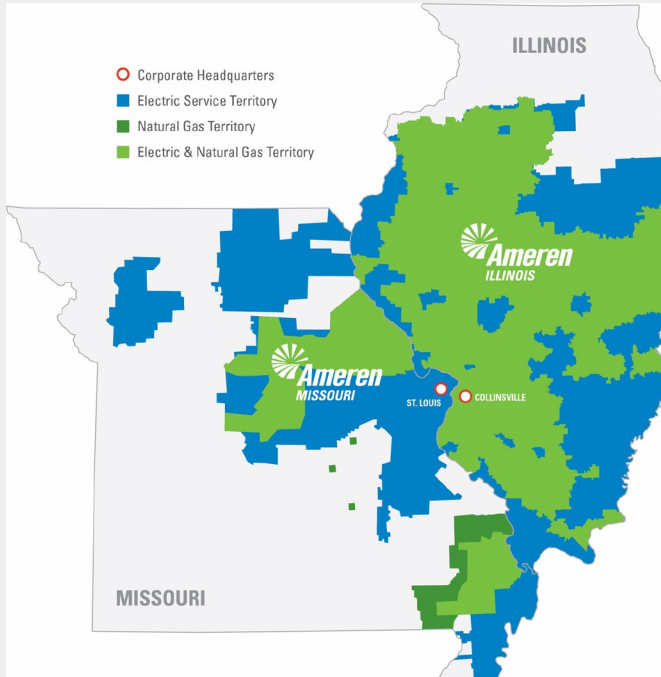 ILLINOIS
Corporate Headquarters
Electric Service Territory
Natural Gas Territory
Electric & Natural Gas Territory
Ameren
ILLINOIS
Ameren
MISSOURI
ST. LOUIS
COLLINSVILLE
MISSOURI